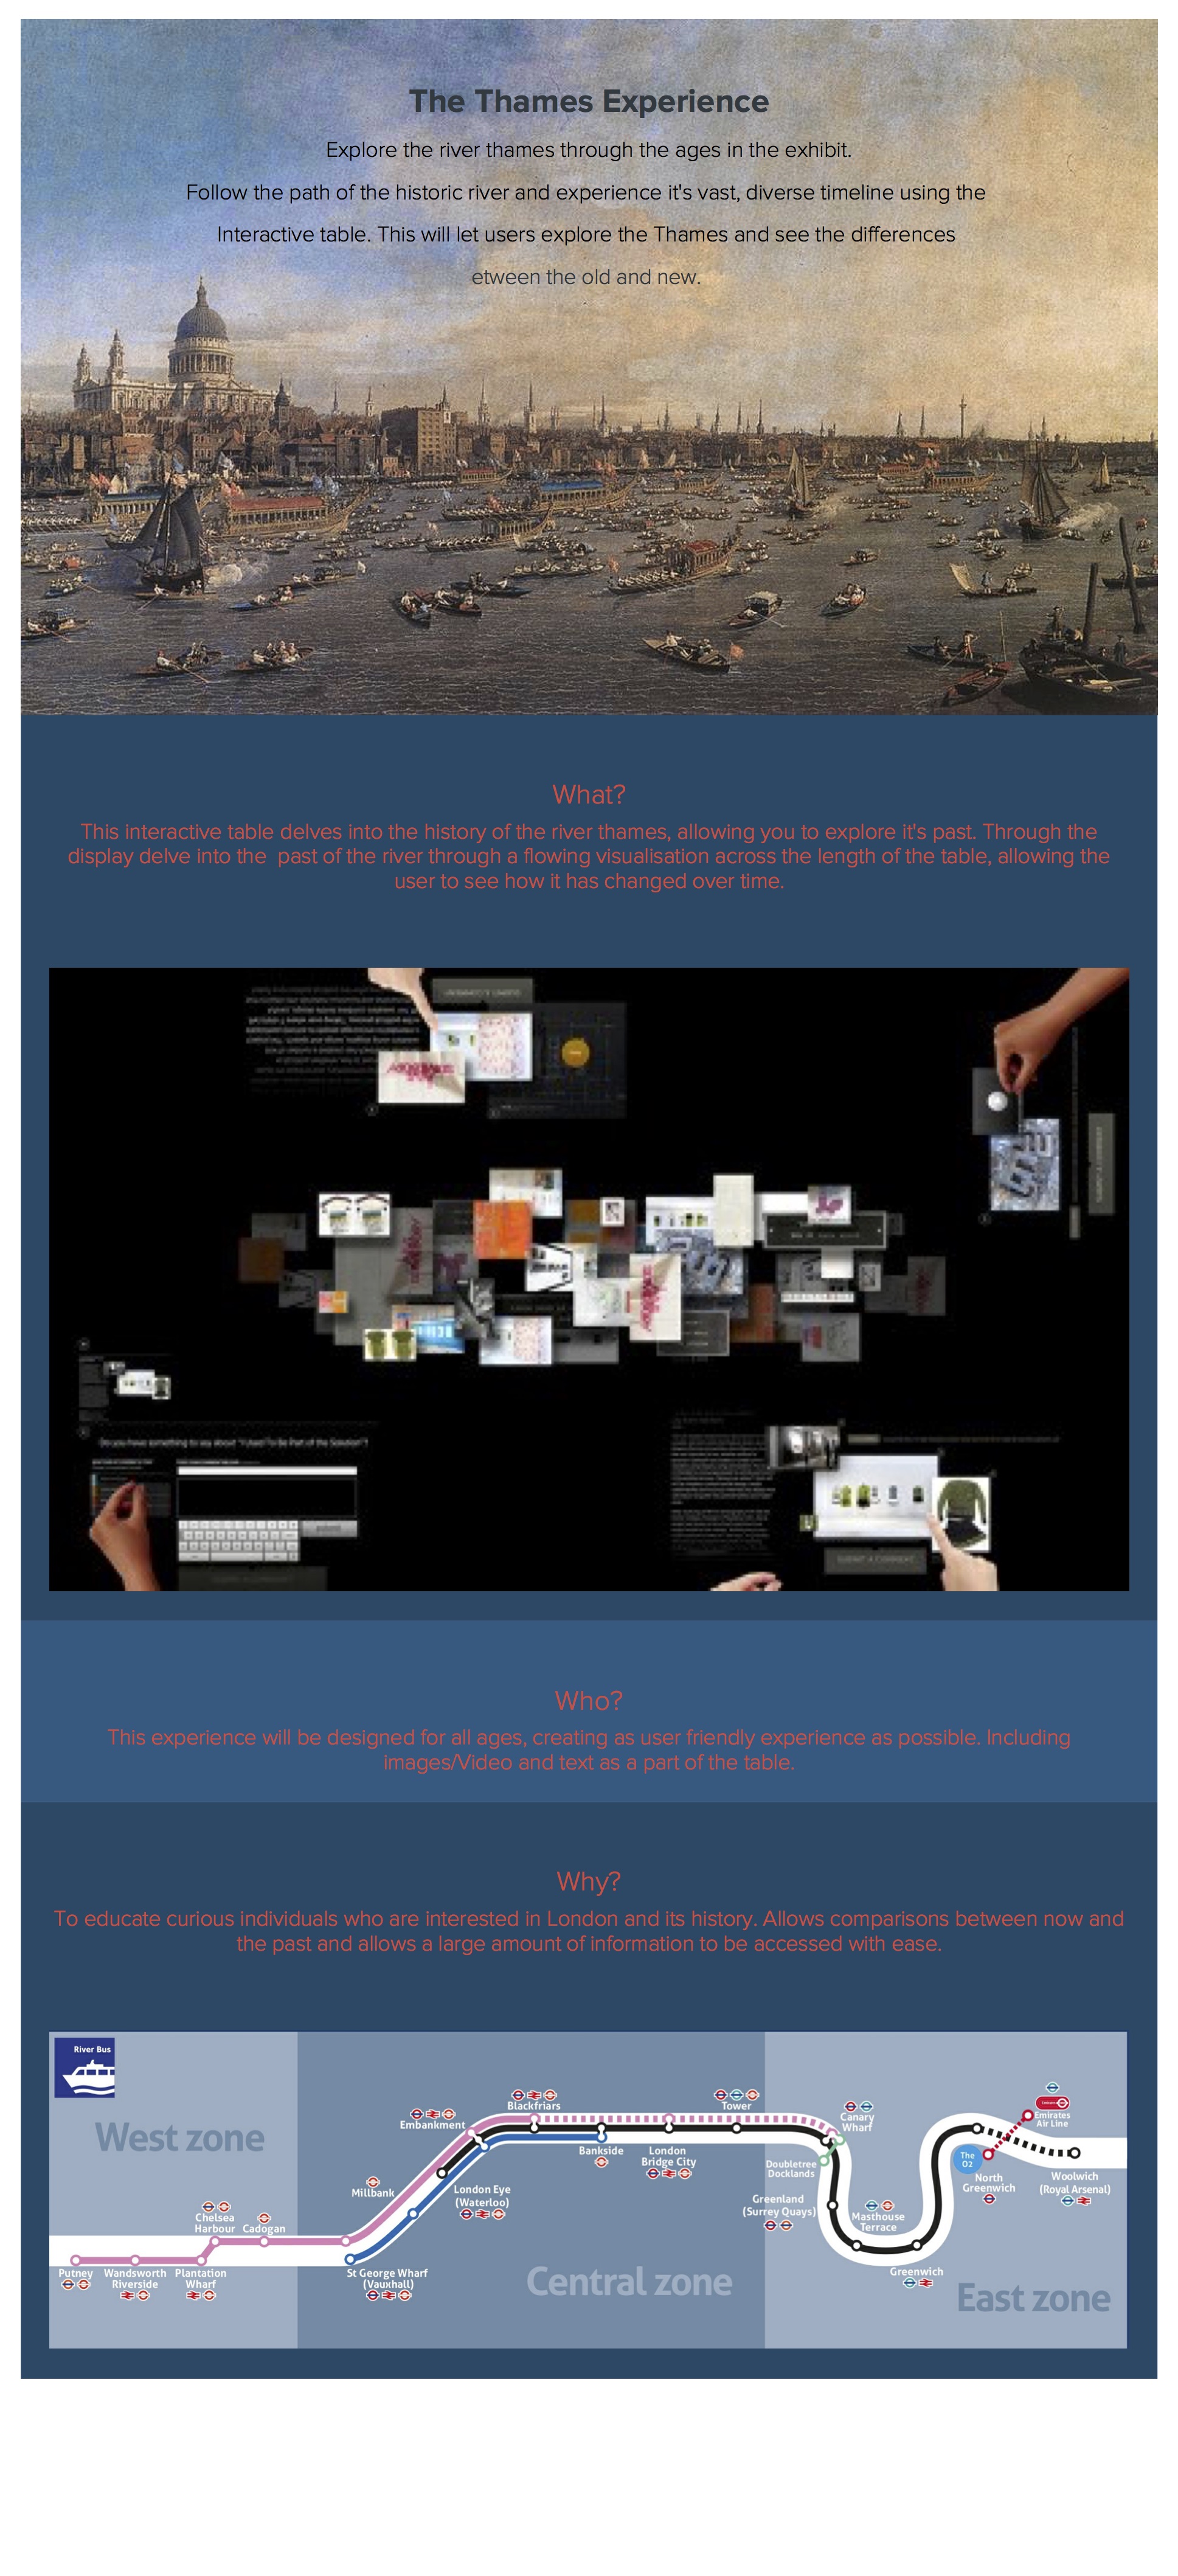 The Thames Experience
Explore the river thames through the ages in the exhibit.
Follow the path of the historic river and experience it's vast, diverse timeline using the
Interactive table. This will let users explore the Thames and see the differences
etween the old and new.
What?
This interactive table delves into the history of the river thames, allowing you to explore it's past. Through the
display delve into the past of the river through a flowing visualisation across the length of the table, allowing the
user to see how it has changed over time.
Do you have something to say about "I Used To Be Part of the Solution"?
SUBMIT A COMMENT
Who?
This experience will be designed for all ages, creating as user friendly experience as possible. Including
images/Video and text as a part of the table.
Why?
To educate curious individuals who are interested in London and its history. Allows comparisons between now and
the past and allows a large amount of information to be accessed with ease.
River Bus
West zone
Central zone
East zone
Putney
Wandsworth
Riverside
Plantation
Wharf
Chelsea
Harbour
Cadogan
Millbank
St George Wharf
(Vauxhall)
Embankment
London Eye
(Waterloo)
Blackfriars
Bankside
London
Bridge City
Tower
Canary
Wharf
Doubletree
Docklands
Greenland
(Surrey Quays)
Masthouse
Terrace
Greenwich
The
O2
North
Greenwich
Emirates
Air Line
Woolwich
(Royal Arsenal)